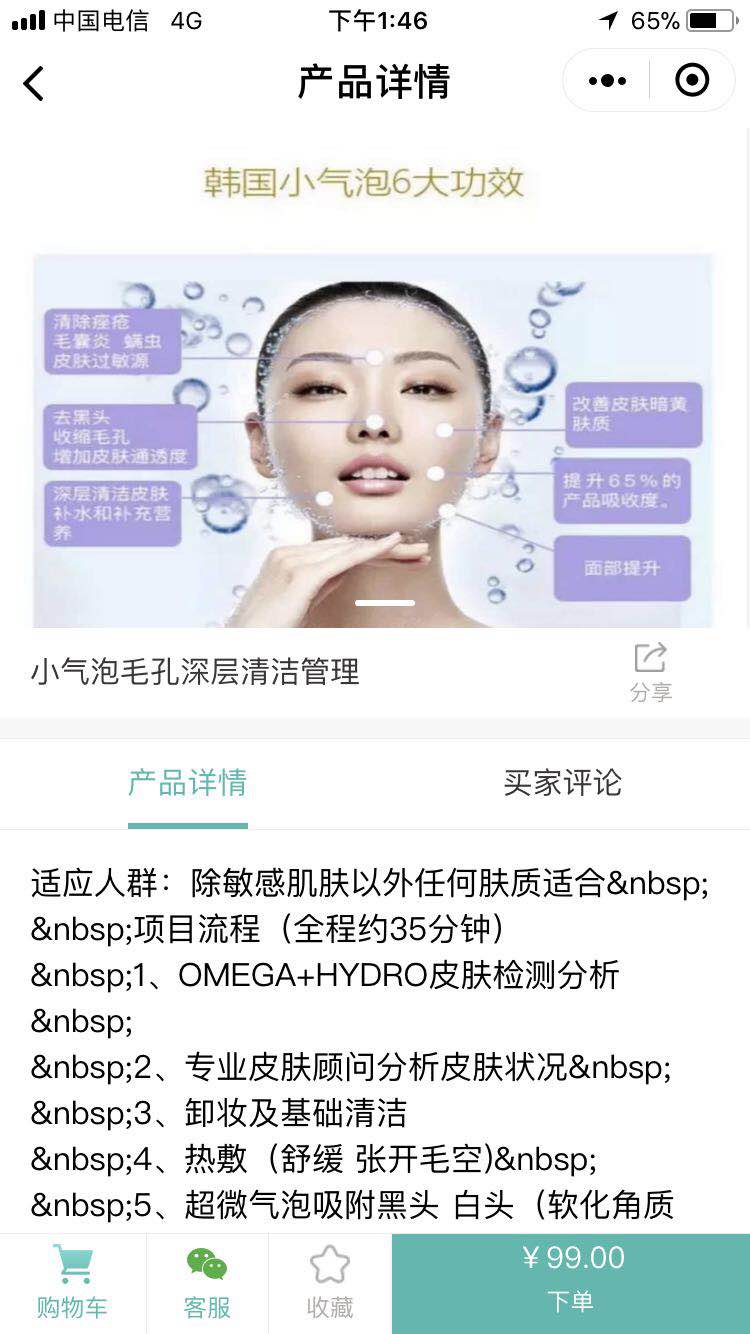 中国电信 4G 下午1:46 65%
产品详情
韩国小气泡6大功效
清除痤疮
毛囊炎 螨虫
皮肤过敏源
去黑头
收缩毛孔
增加皮肤通透度
深层清洁皮肤
补水和补充营
养
改善皮肤暗黄
肤质
提升65%的
产品吸收度。
面部提升
小气泡毛孔深层清洁管理
分享
产品详情 买家评论
适应人群：除敏感肌肤以外任何肤质适合&nbsp;
&nbsp;项目流程（全程约35分钟）
&nbsp;1、OMEGA+HYDRO皮肤检测分析
&nbsp;
&nbsp;2、专业皮肤顾问分析皮肤状况&nbsp;
&nbsp;3、卸妆及基础清洁
&nbsp;4、热敷（舒缓 张开毛空)&nbsp;
&nbsp;5、超微气泡吸附黑头 白头（软化角质
购物车 客服 收藏
¥99.00
下单